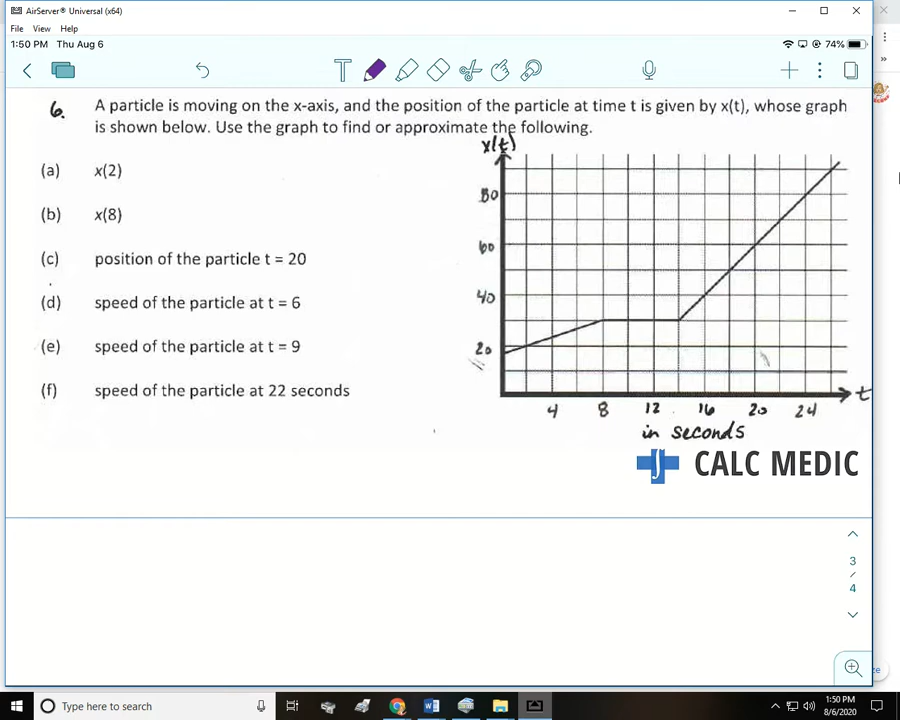 AirServer® Universal (x64)
File View Help
1:50 PM Thu Aug 6
74%
T
6. A particle is moving on the x-axis, and the position of the particle at time t is given by x(t), whose graph
is shown below. Use the graph to find or approximate the following.
x(t)
(a) x(2)
(b) x(8)
(c) position of the particle t = 20
(d) speed of the particle at t = 6
(e) speed of the particle at t = 9
(f) speed of the particle at 22 seconds
80
60
40
20
4 8 12 16 20 24
t
in seconds
CALC MEDIC
3
/
4
Type here to search
1:50 PM
8/6/2020